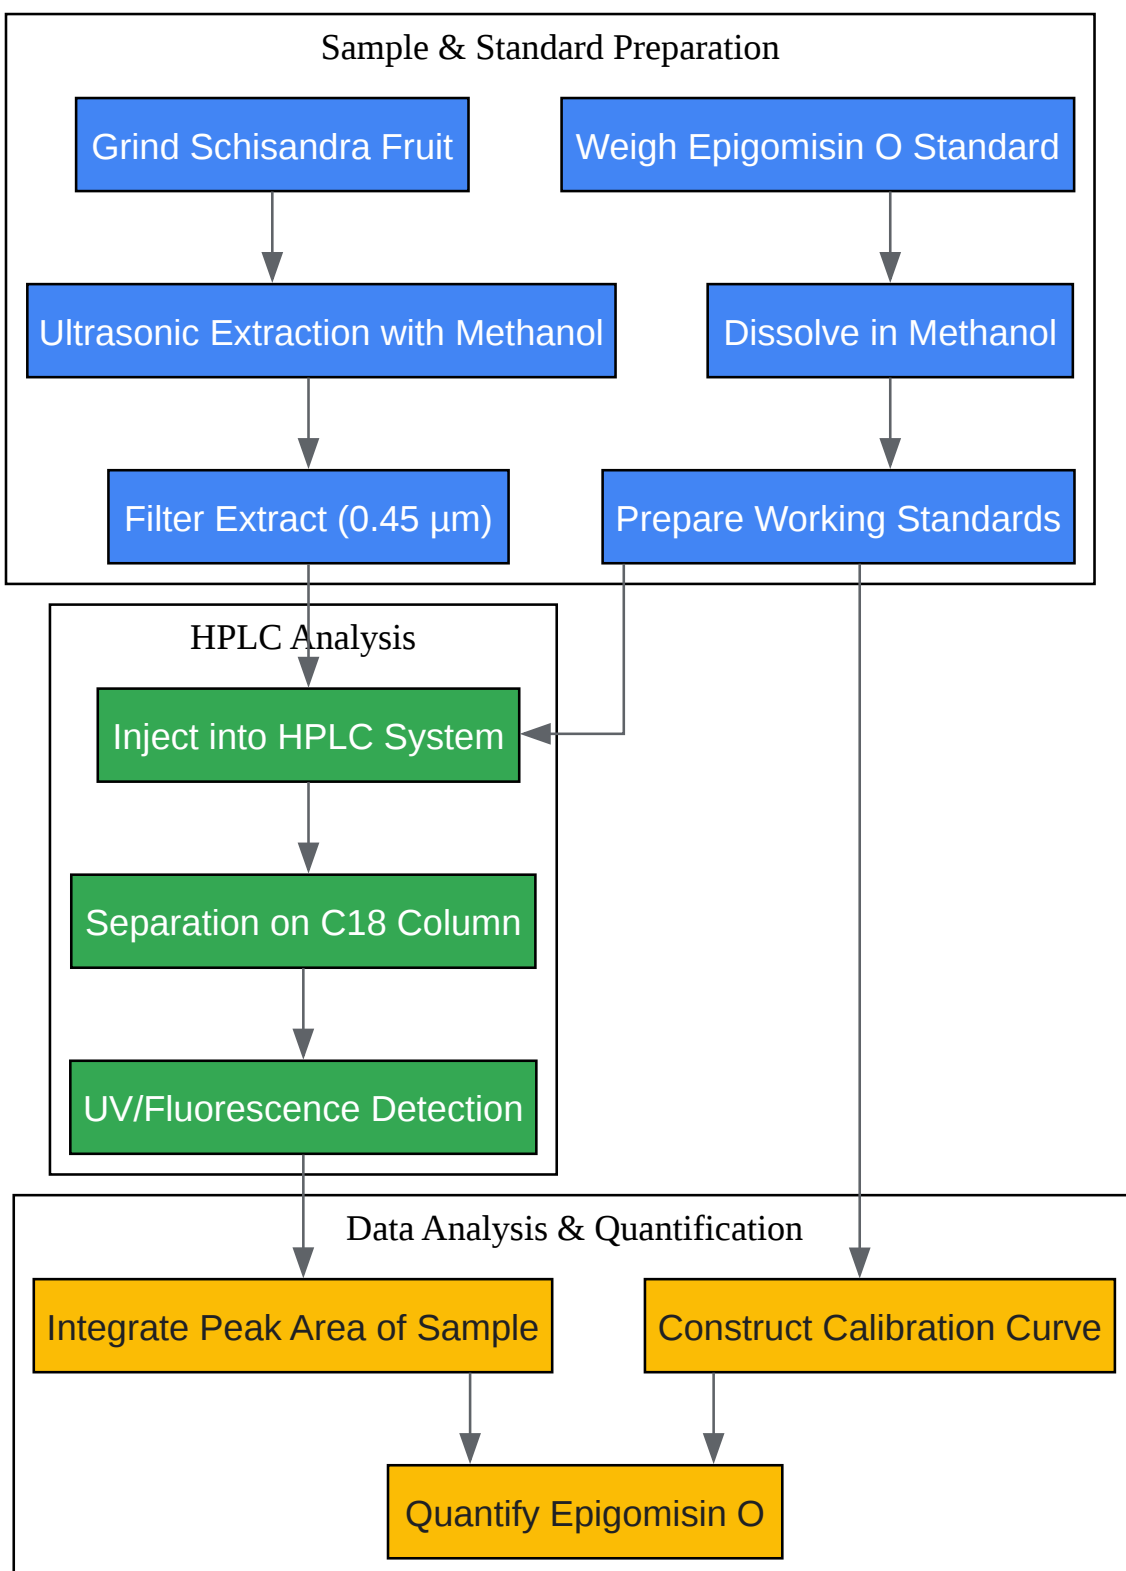 Sample & Standard Preparation
Grind Schisandra Fruit
Weigh Epigomisin O Standard
Ultrasonic Extraction with Methanol
Dissolve in Methanol
Filter Extract (0.45 µm)
Prepare Working Standards
HPLC Analysis
Inject into HPLC System
Separation on C18 Column
UV/Fluorescence Detection
Data Analysis & Quantification
Integrate Peak Area of Sample
Construct Calibration Curve
Quantify Epigomisin O